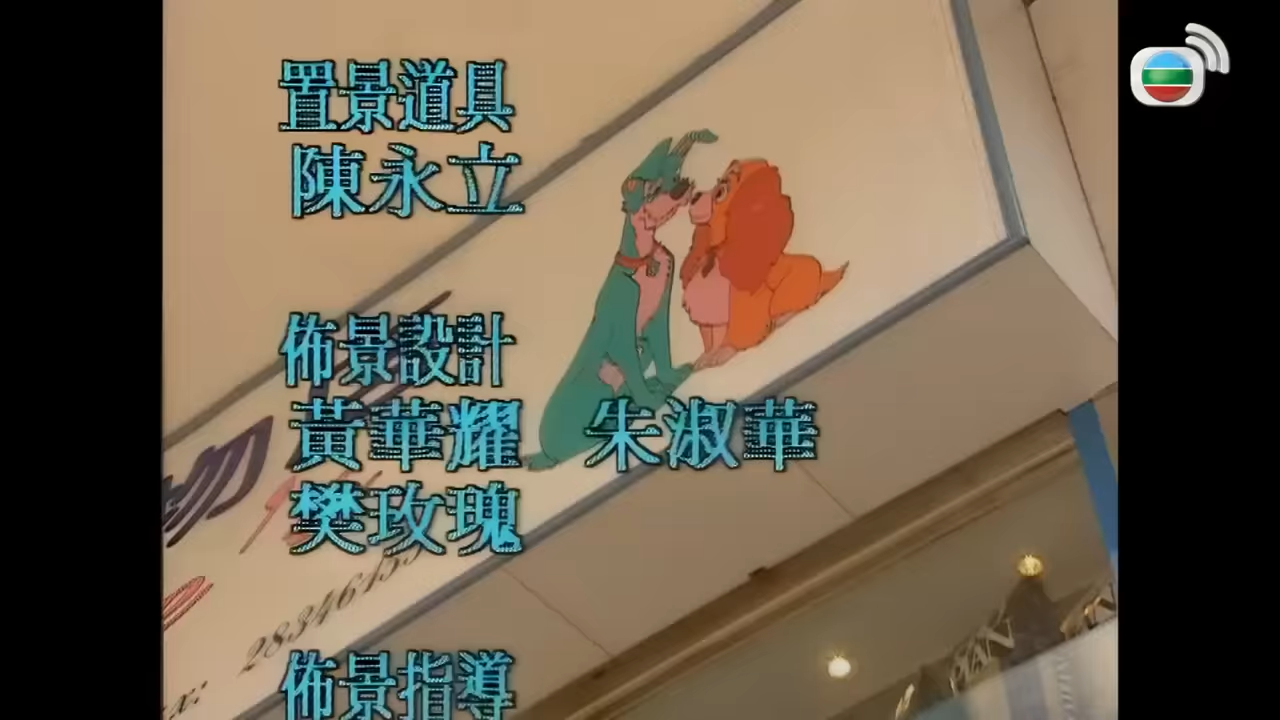 置景道具
陳永立
佈景設計
黃華耀 朱淑華
樊玫瑰
佈景指導